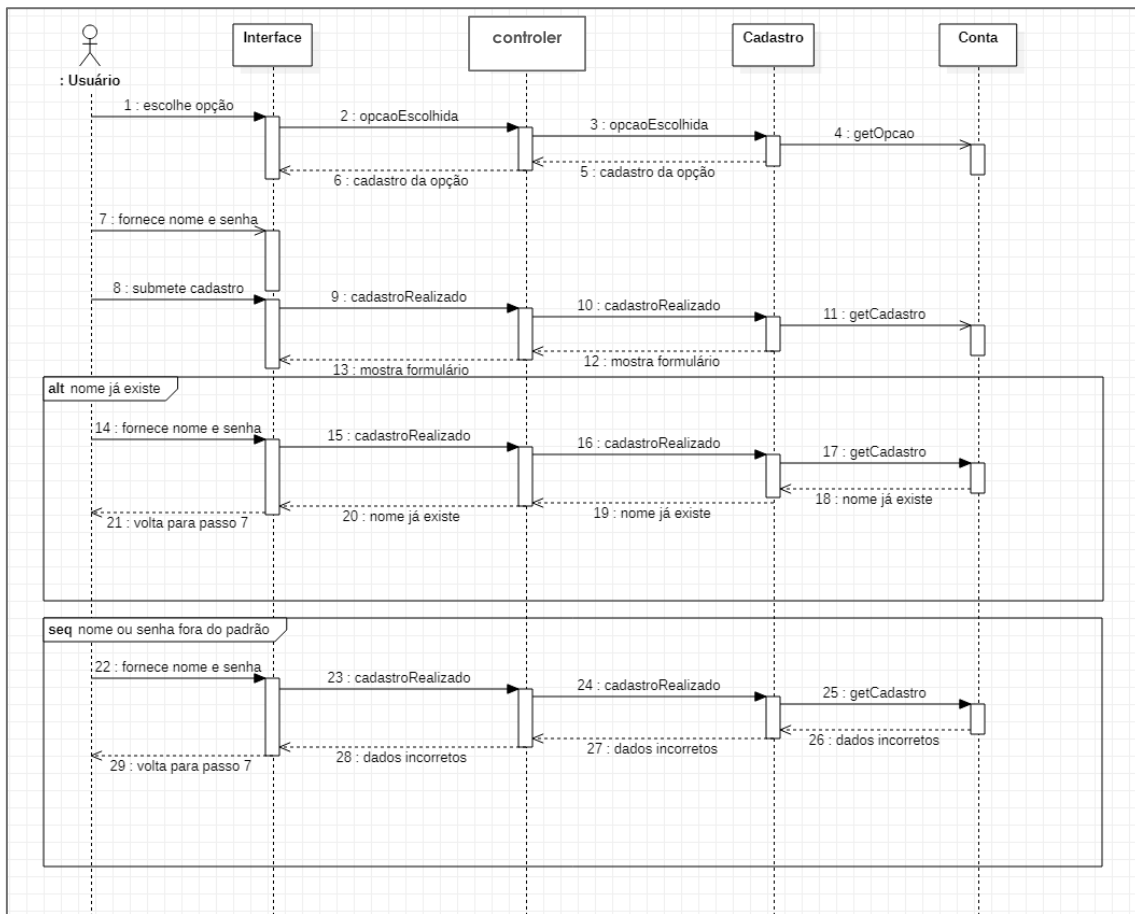 Interface
controler
Cadastro
Conta
: Usuário
1 : escolhe opção
2 : opcaoEscolhida
3 : opcaoEscolhida
4 : getOpcao
5 : cadastro da opção
6 : cadastro da opção
7 : fornece nome e senha
8 : submete cadastro
9 : cadastroRealizado
10 : cadastroRealizado
11 : getCadastro
12 : mostra formulário
13 : mostra formulário
alt nome já existe
14 : fornece nome e senha
15 : cadastroRealizado
16 : cadastroRealizado
17 : getCadastro
18 : nome já existe
19 : nome já existe
20 : nome já existe
21 : volta para passo 7
seq nome ou senha fora do padrão
22 : fornece nome e senha
23 : cadastroRealizado
24 : cadastroRealizado
25 : getCadastro
26 : dados incorretos
27 : dados incorretos
28 : dados incorretos
29 : volta para passo 7